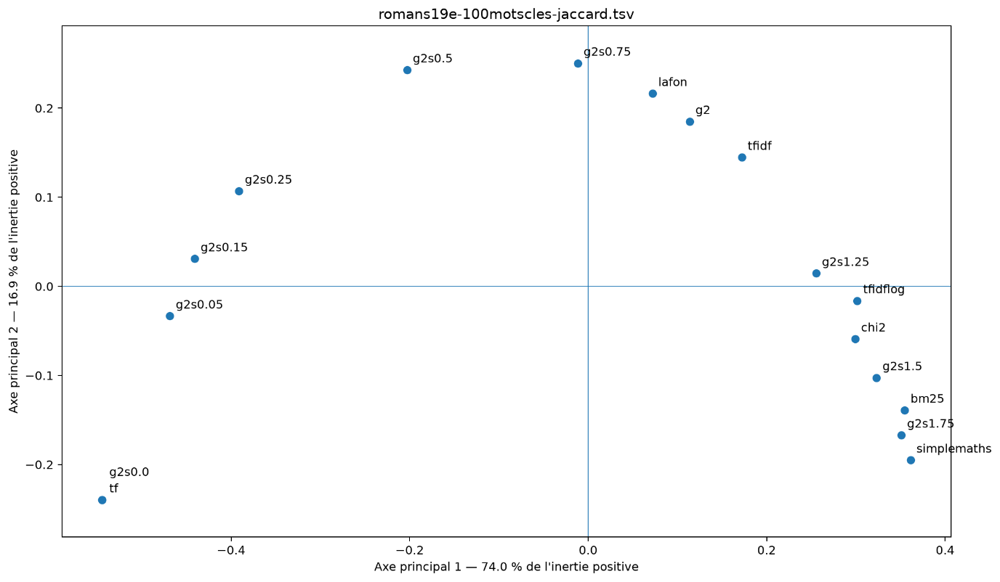 romans19e-100motscles-jaccard.tsv
g2s0.75
g2s0.5
lafon
g2
tfidf
g2s0.25
g2s0.15
g2s1.25
tfidflog
g2s0.05
chi2
g2s1.5
bm25
g2s1.75
simplemaths
g2s0.0
tf
0.2
0.1
0.0
−0.1
−0.2
Axe principal 2 — 16.9 % de l'inertie positive
−0.4
−0.2
0.0
0.2
0.4
Axe principal 1 — 74.0 % de l'inertie positive